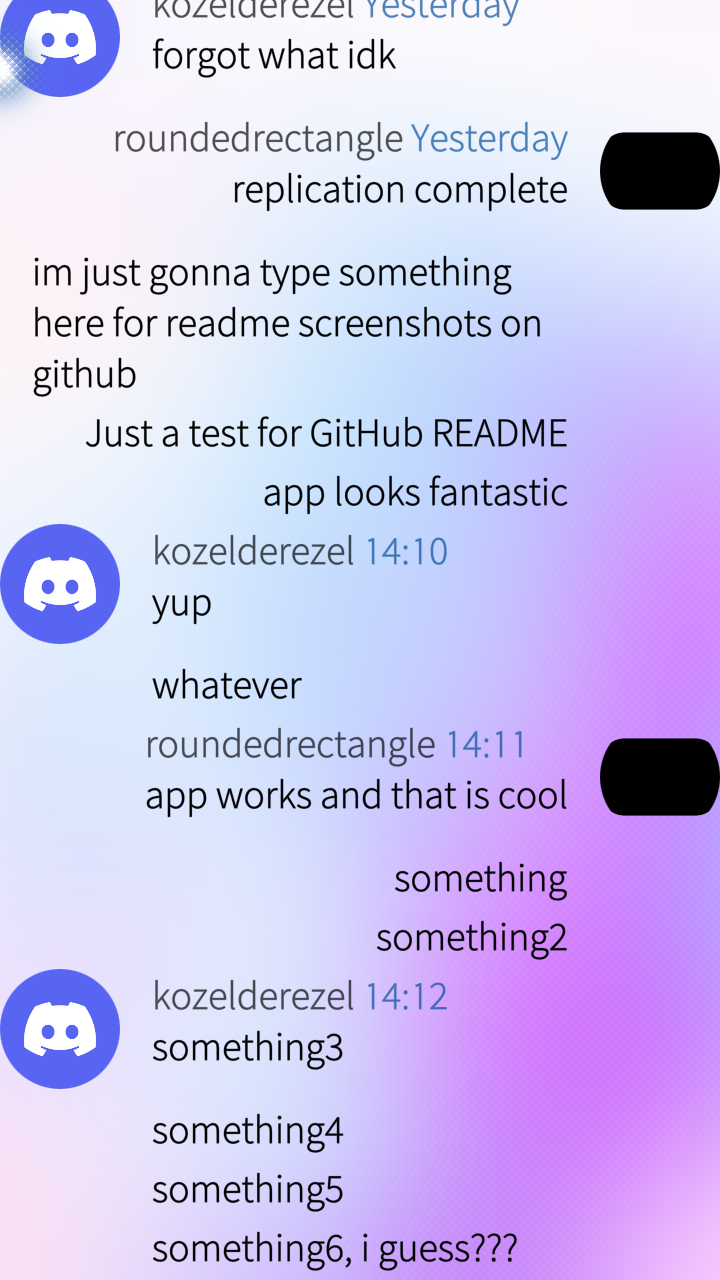 kozelderezel Yesterday
forgot what idk
roundedrectangle Yesterday
replication complete
im just gonna type something
here for readme screenshots on
github
Just a test for GitHub README
app looks fantastic
kozelderezel 14:10
yup
whatever
roundedrectangle 14:11
app works and that is cool
something
something2
kozelderezel 14:12
something3
something4
something5
something6, i guess???